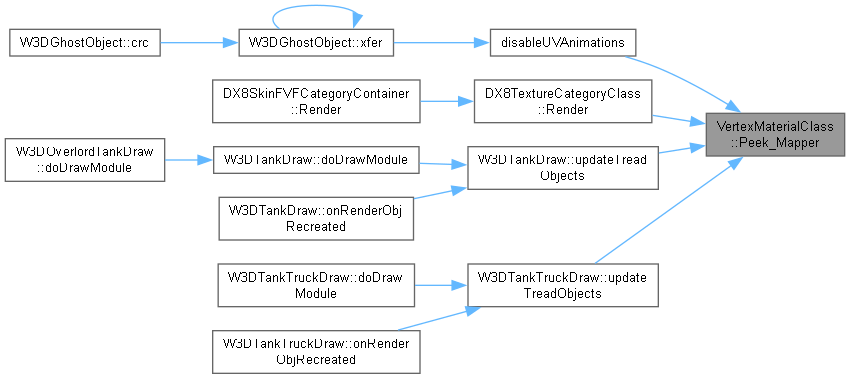 W3DGhostObject::crc
W3DGhostObject::xfer
disableUVAnimations
DX8SkinFVFCategoryContainer
::Render
DX8TextureCategoryClass
::Render
VertexMaterialClass
::Peek_Mapper
W3DOverlordTankDraw
::doDrawModule
W3DTankDraw::doDrawModule
W3DTankDraw::updateTread
Objects
W3DTankDraw::onRenderObj
Recreated
W3DTankTruckDraw::doDraw
Module
W3DTankTruckDraw::update
TreadObjects
W3DTankTruckDraw::onRender
ObjRecreated